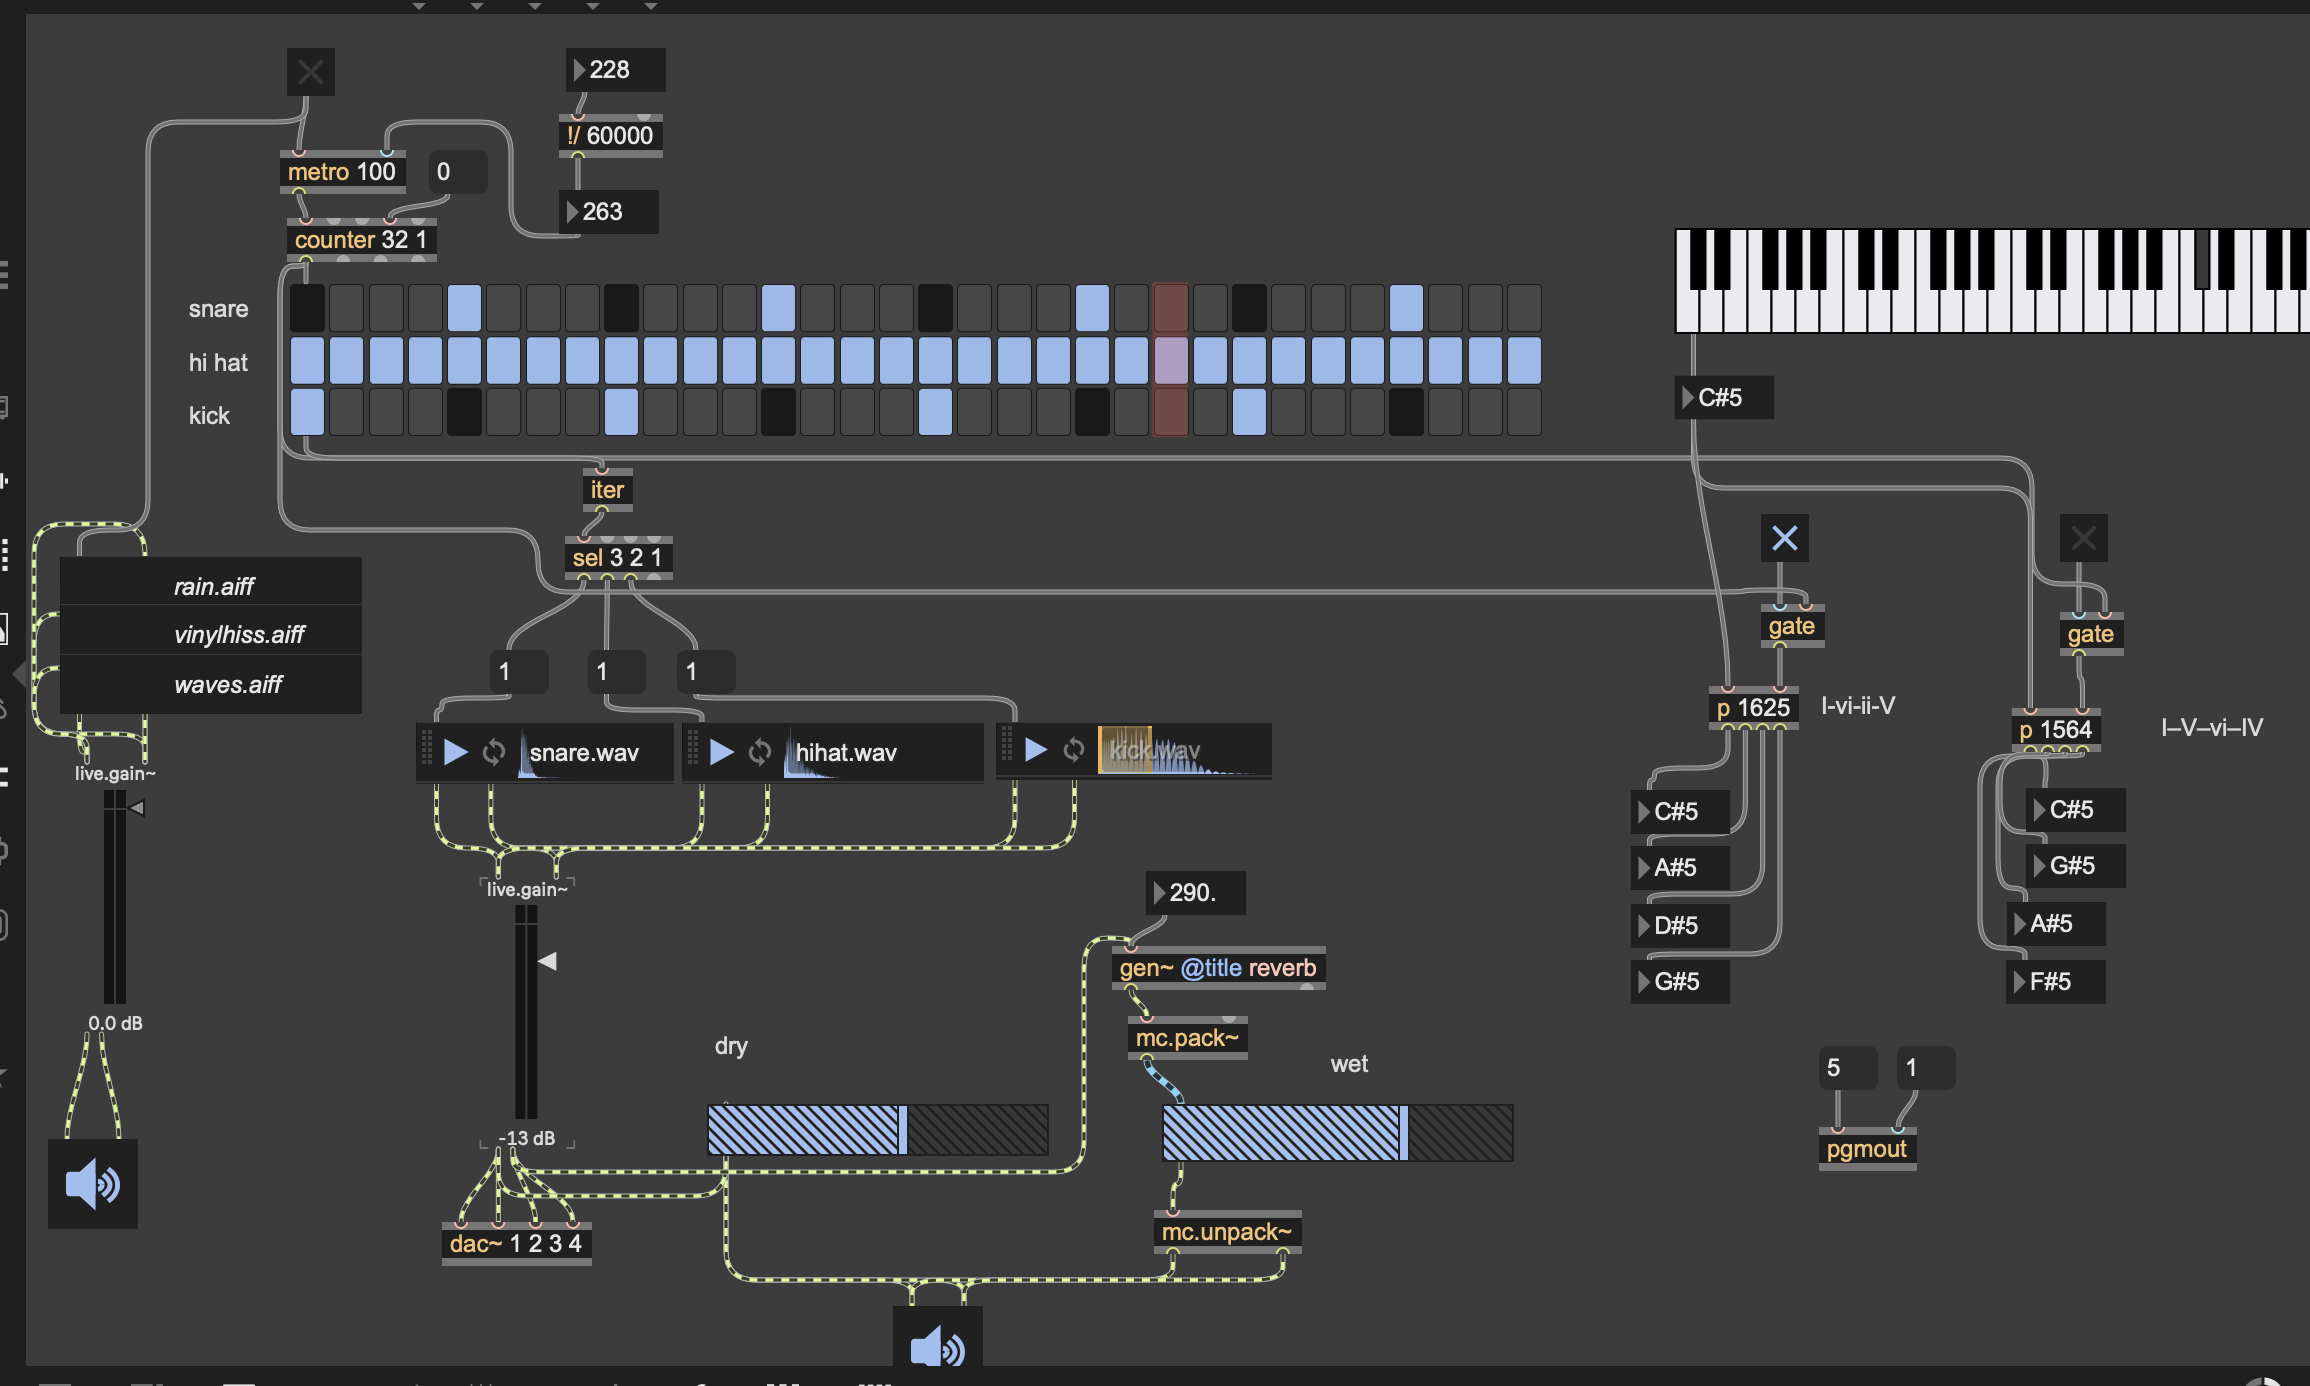 228
!/ 60000
metro 100
0
263
counter 32 1
snare
hi hat
kick
C#5
iter
sel 3 2 1
rain.aiff
vinylhiss.aiff
waves.aiff
gate
gate
1
1
1
p 1625
I-vi-ii-V
p 1564
I–V–vi–IV
snare.wav
hihat.wav
kick.wav
live.gain~
C#5
A#5
D#5
G#5
C#5
G#5
A#5
F#5
live.gain~
290.
gen~ @title reverb
0.0 dB
mc.pack~
dry
wet
5
1
-13 dB
pgmout
dac~ 1 2 3 4
mc.unpack~